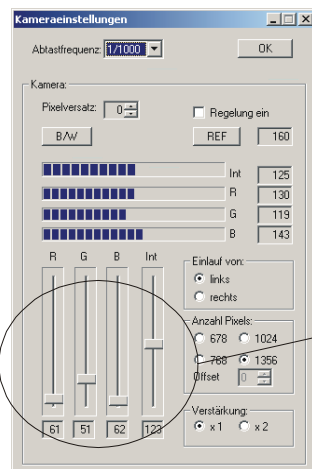 Kameraeinstellungen
Abtastfrequenz: 1/1000 OK
Kamera:
Pixelversatz: 0 Regelung ein
B/W REF 160
Int 125
R 130
G 119
B 143
R G B Int
Einlauf von:
links
rechts
Anzahl Pixels:
678 1024
768 1356
Offset 0
Verstärkung:
x 1 x 2
61 51 62 123